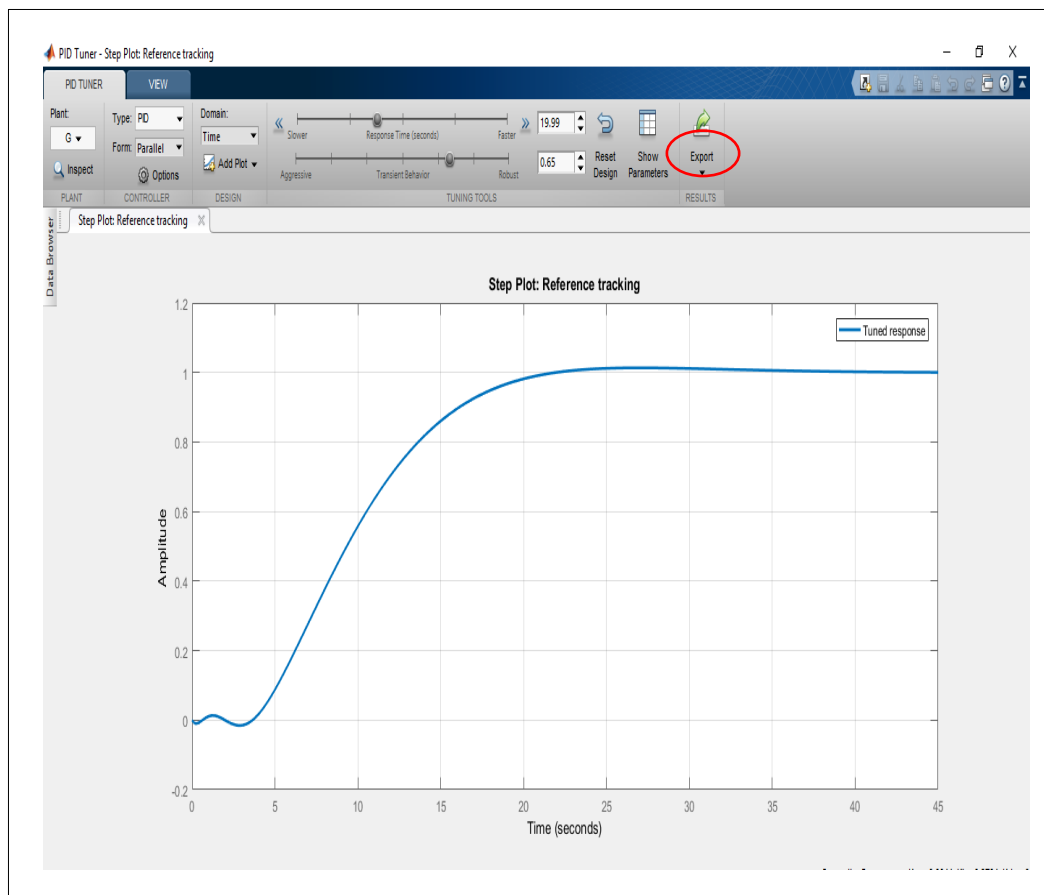 PID Tuner - Step Plot: Reference tracking
PID TUNER
VIEW
Plant:
G
Inspect
PLANT
Type: PID
Form: Parallel
Options
CONTROLLER
Domain:
Time
Add Plot
DESIGN
Slower
Response Time (seconds)
Faster
19.99
Aggressive
Transient Behavior
Robust
0.65
Reset Design
Show Parameters
TUNING TOOLS
Export
RESULTS
Data Browser
Step Plot: Reference tracking
Step Plot: Reference tracking
Tuned response
Amplitude
1.2
1
0.8
0.6
0.4
0.2
0
-0.2
0 5 10 15 20 25 30 35 40 45
Time (seconds)